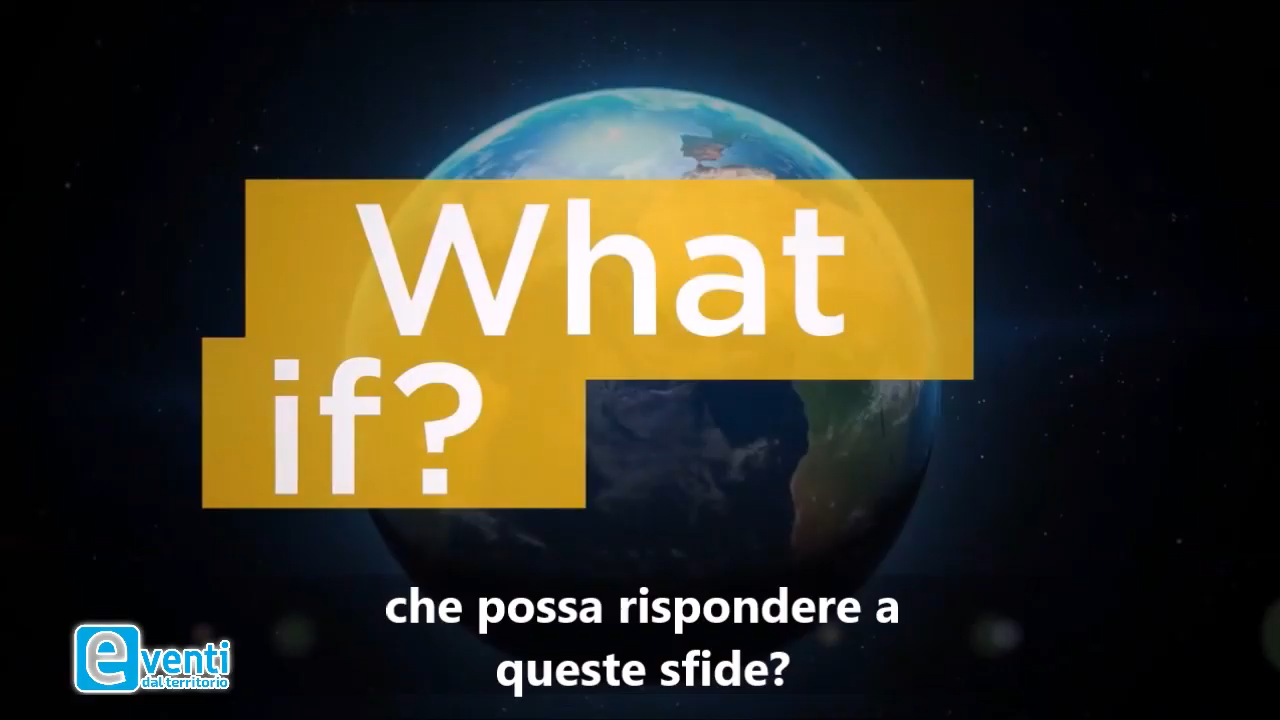 What
if?
che possa rispondere a
queste sfide?
eventi
dal territorio